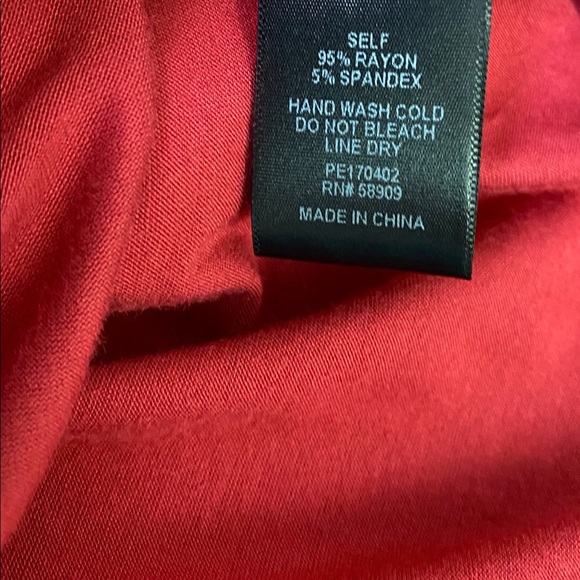 SELF
95% RAYON
5% SPANDEX
HAND WASH COLD
DO NOT BLEACH
LINE DRY
PE170402
RN# 58909
MADE IN CHINA